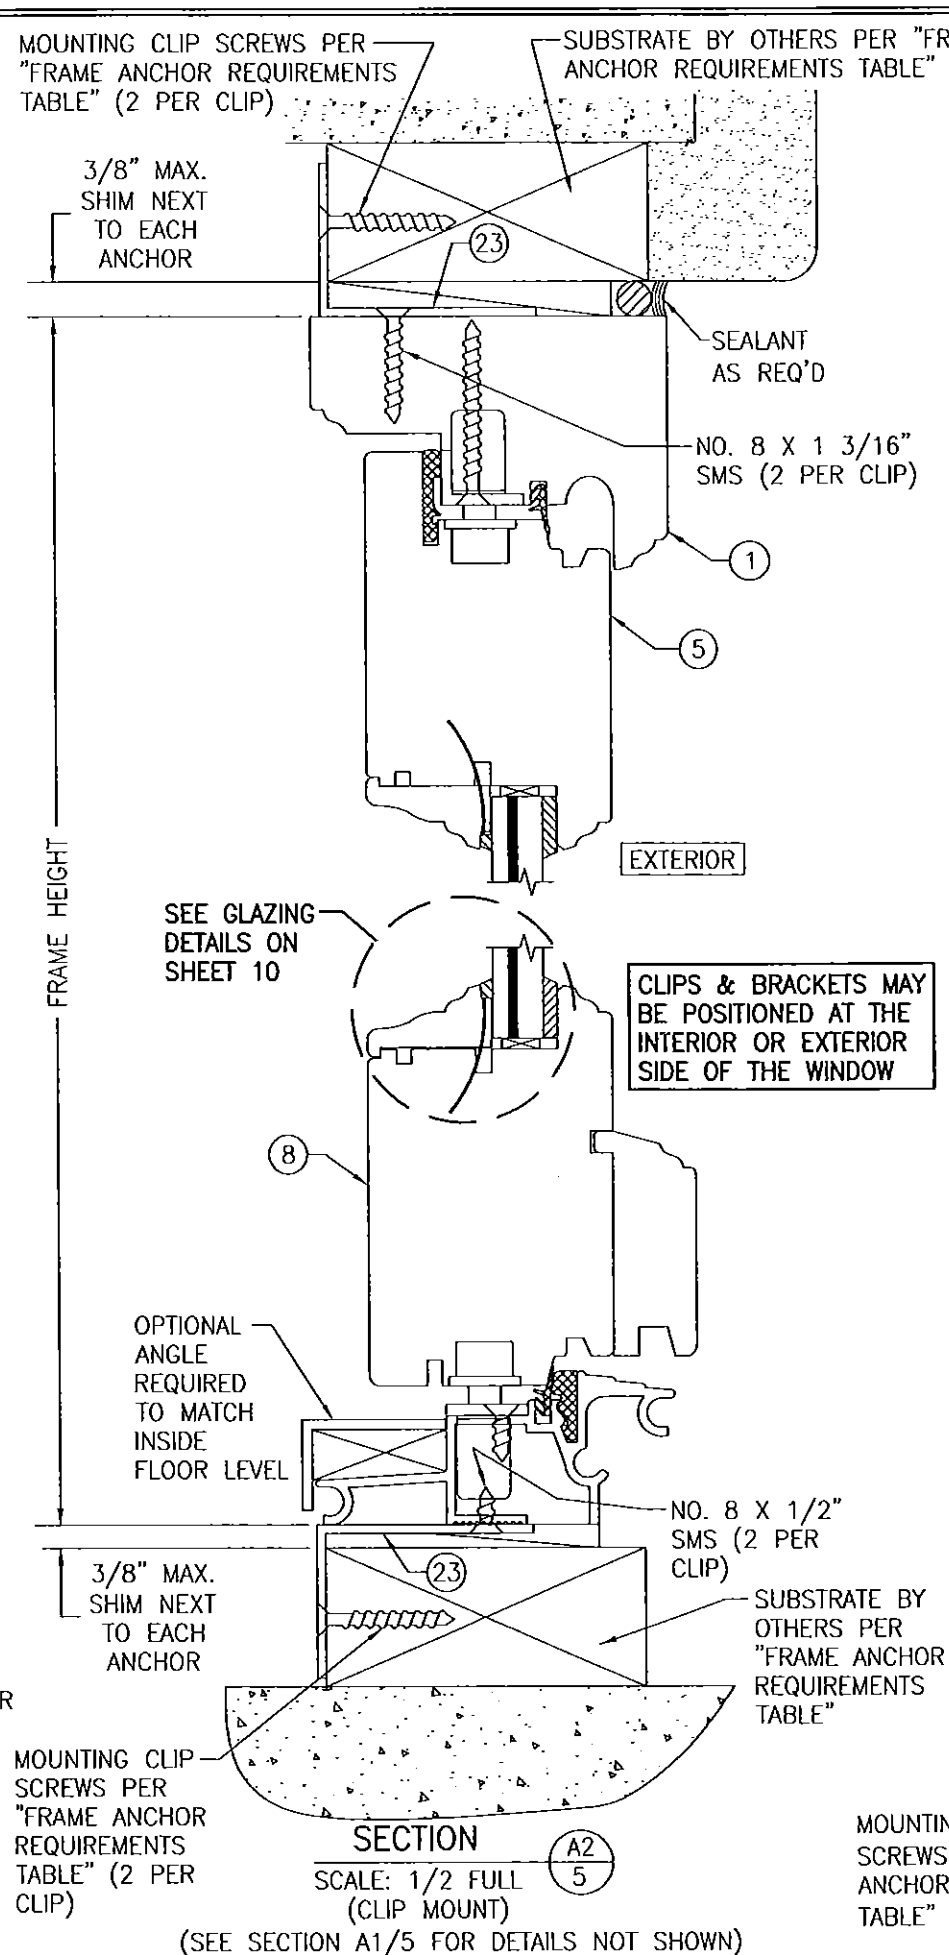 MOUNTING CLIP SCREWS PER
"FRAME ANCHOR REQUIREMENTS
TABLE" (2 PER CLIP)
SUBSTRATE BY OTHERS PER "FR
ANCHOR REQUIREMENTS TABLE"
3/8" MAX.
SHIM NEXT
TO EACH
ANCHOR
23
SEALANT
AS REQ'D
NO. 8 X 1 3/16"
SMS (2 PER CLIP)
1
5
FRAME HEIGHT
EXTERIOR
SEE GLAZING
DETAILS ON
SHEET 10
CLIPS & BRACKETS MAY
BE POSITIONED AT THE
INTERIOR OR EXTERIOR
SIDE OF THE WINDOW
8
OPTIONAL
ANGLE
REQUIRED
TO MATCH
INSIDE
FLOOR LEVEL
NO. 8 X 1/2"
SMS (2 PER
CLIP)
23
3/8" MAX.
SHIM NEXT
TO EACH
ANCHOR
SUBSTRATE BY
OTHERS PER
"FRAME ANCHOR
REQUIREMENTS
TABLE"
R
MOUNTING CLIP
SCREWS PER
"FRAME ANCHOR
REQUIREMENTS
TABLE" (2 PER
CLIP)
SECTION
A2
5
SCALE: 1/2 FULL
(CLIP MOUNT)
(SEE SECTION A1/5 FOR DETAILS NOT SHOWN)
MOUNTIN
SCREWS
ANCHOR
TABLE"